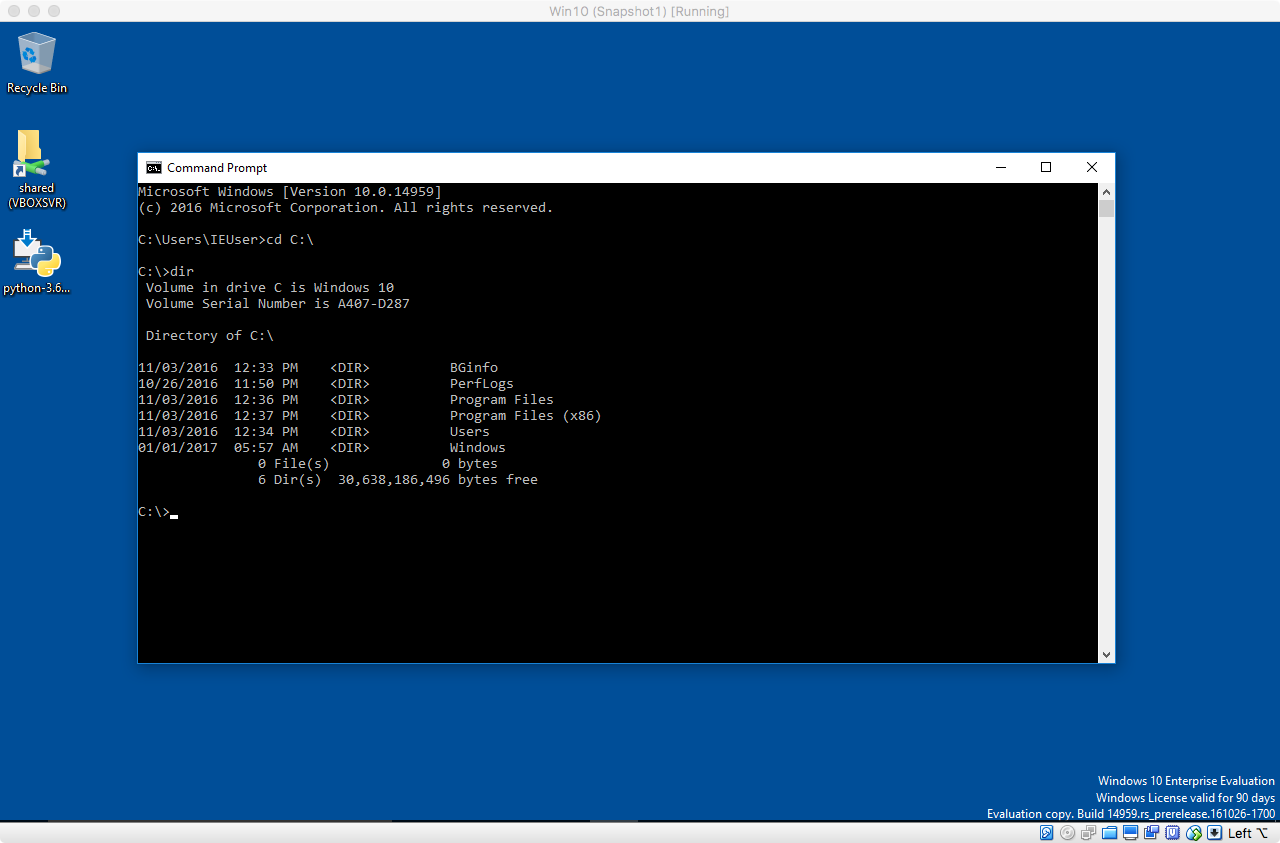 Win10 (Snapshot1) [Running]
Recycle Bin
shared
(VBOXSVR)
python-3.6...
Command Prompt
Microsoft Windows [Version 10.0.14959]
(c) 2016 Microsoft Corporation. All rights reserved.
C:\Users\IEUser>cd C:\
C:\>dir
Volume in drive C is Windows 10
Volume Serial Number is A407-D287
Directory of C:\
11/03/2016  12:33 PM    <DIR>          BGinfo
10/26/2016  11:50 PM    <DIR>          PerfLogs
11/03/2016  12:36 PM    <DIR>          Program Files
11/03/2016  12:37 PM    <DIR>          Program Files (x86)
11/03/2016  12:34 PM    <DIR>          Users
01/01/2017  05:57 AM    <DIR>          Windows
0 File(s)              0 bytes
6 Dir(s)  30,638,186,496 bytes free
C:\>
Windows 10 Enterprise Evaluation
Windows License valid for 90 days
Evaluation copy. Build 14959.rs_prerelease.161026-1700
Left ⌥